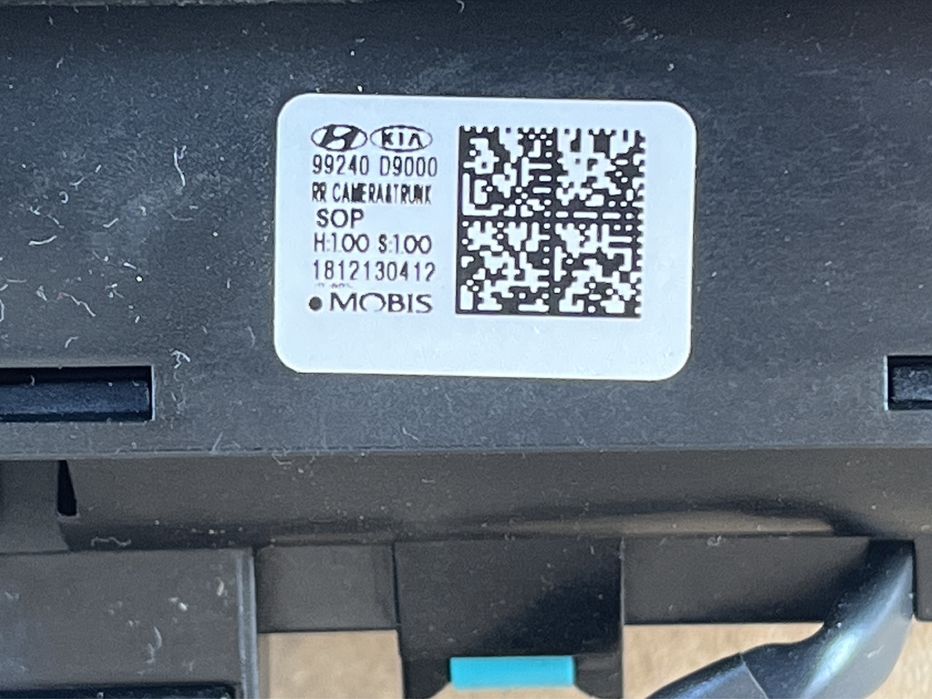 KIA
99240 D9000
RR CAMERA&TRUNK
SOP
H:1.00 S:1.00
1812130412
MOBIS